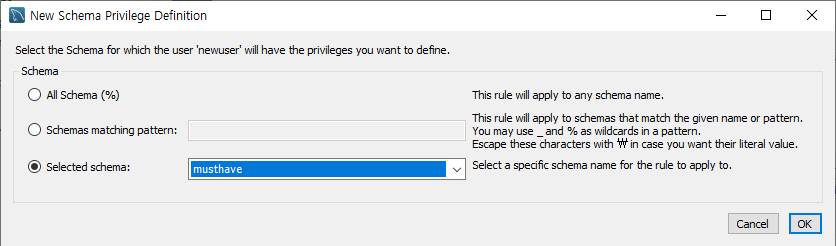 New Schema Privilege Definition
Select the Schema for which the user 'newuser' will have the privileges you want to define.
Schema
All Schema (%)
This rule will apply to any schema name.
Schemas matching pattern:
This rule will apply to schemas that match the given name or pattern.
You may use _ and % as wildcards in a pattern.
Escape these characters with ₩ in case you want their literal value.
Selected schema:
musthave
Select a specific schema name for the rule to apply to.
Cancel
OK